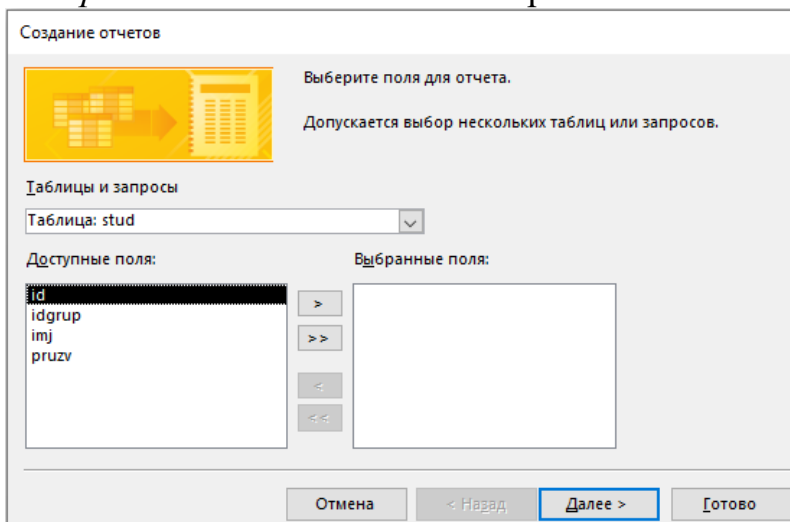 Создание отчетов
Выберите поля для отчета.
Допускается выбор нескольких таблиц или запросов.
Таблицы и запросы
Таблица: stud
Доступные поля:
Выбранные поля:
id
idgrup
imj
pruzv
>
>>
<
<<
Отмена
< Назад
Далее >
Готово